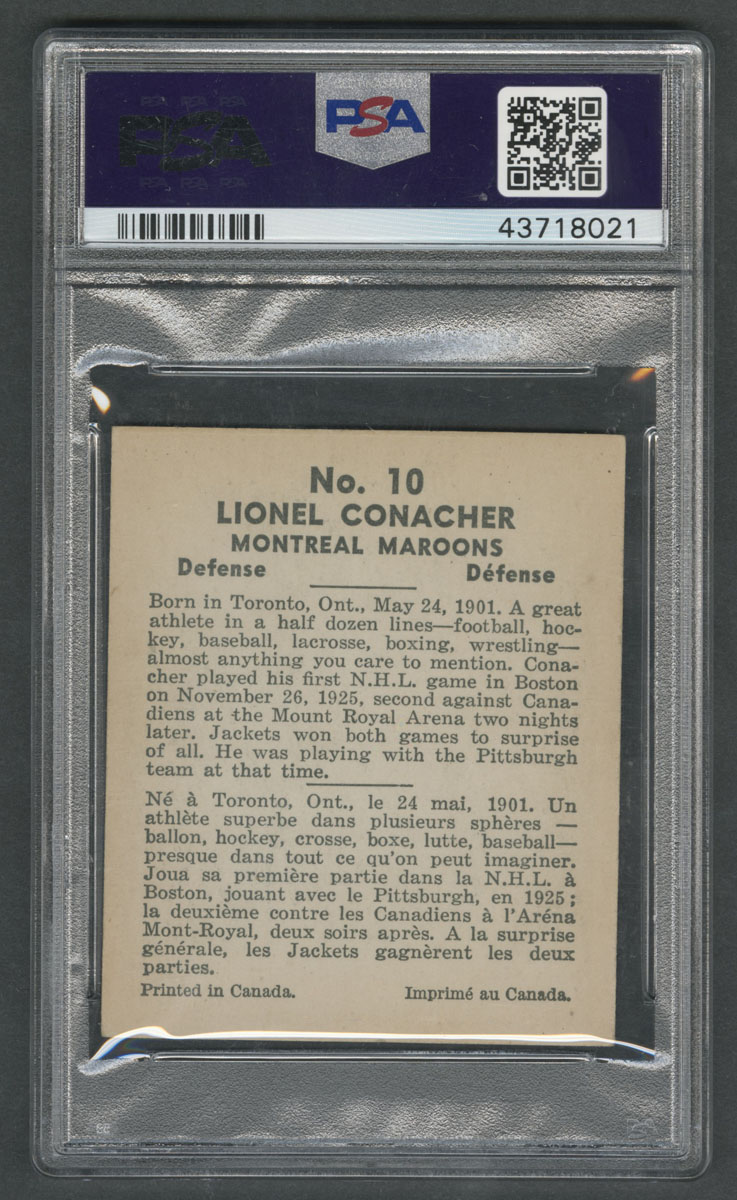 PSA PSA PSA
PSA
PSA PSA PSA
PSA
43718021
No. 10
LIONEL CONACHER
MONTREAL MAROONS
Defense Défense
Born in Toronto, Ont., May 24, 1901. A great
athlete in a half dozen lines—football, hoc-
key, baseball, lacrosse, boxing, wrestling—
almost anything you care to mention. Cona-
cher played his first N.H.L. game in Boston
on November 26, 1925, second against Cana-
diens at the Mount Royal Arena two nights
later. Jackets won both games to surprise
of all. He was playing with the Pittsburgh
team at that time.
Né à Toronto, Ont., le 24 mai, 1901. Un
athlète superbe dans plusieurs sphères —
ballon, hockey, crosse, boxe, lutte, baseball—
presque dans tout ce qu'on peut imaginer.
Joua sa première partie dans la N.H.L. à
Boston, jouant avec le Pittsburgh, en 1925;
la deuxième contre les Canadiens à l'Aréna
Mont-Royal, deux soirs après. A la surprise
générale, les Jackets gagnèrent les deux
parties.
Printed in Canada. Imprimé au Canada.